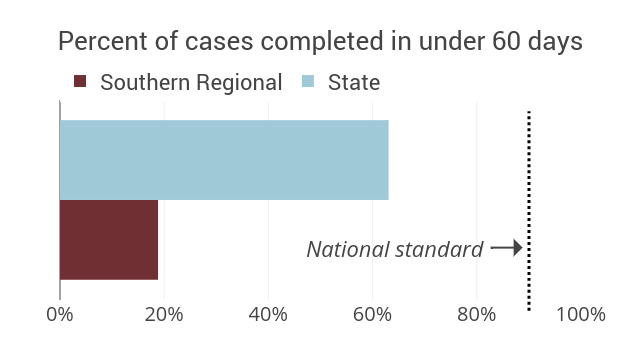 Percent of cases completed in under 60 days
Southern Regional State
National standard
0% 20% 40% 60% 80% 100%